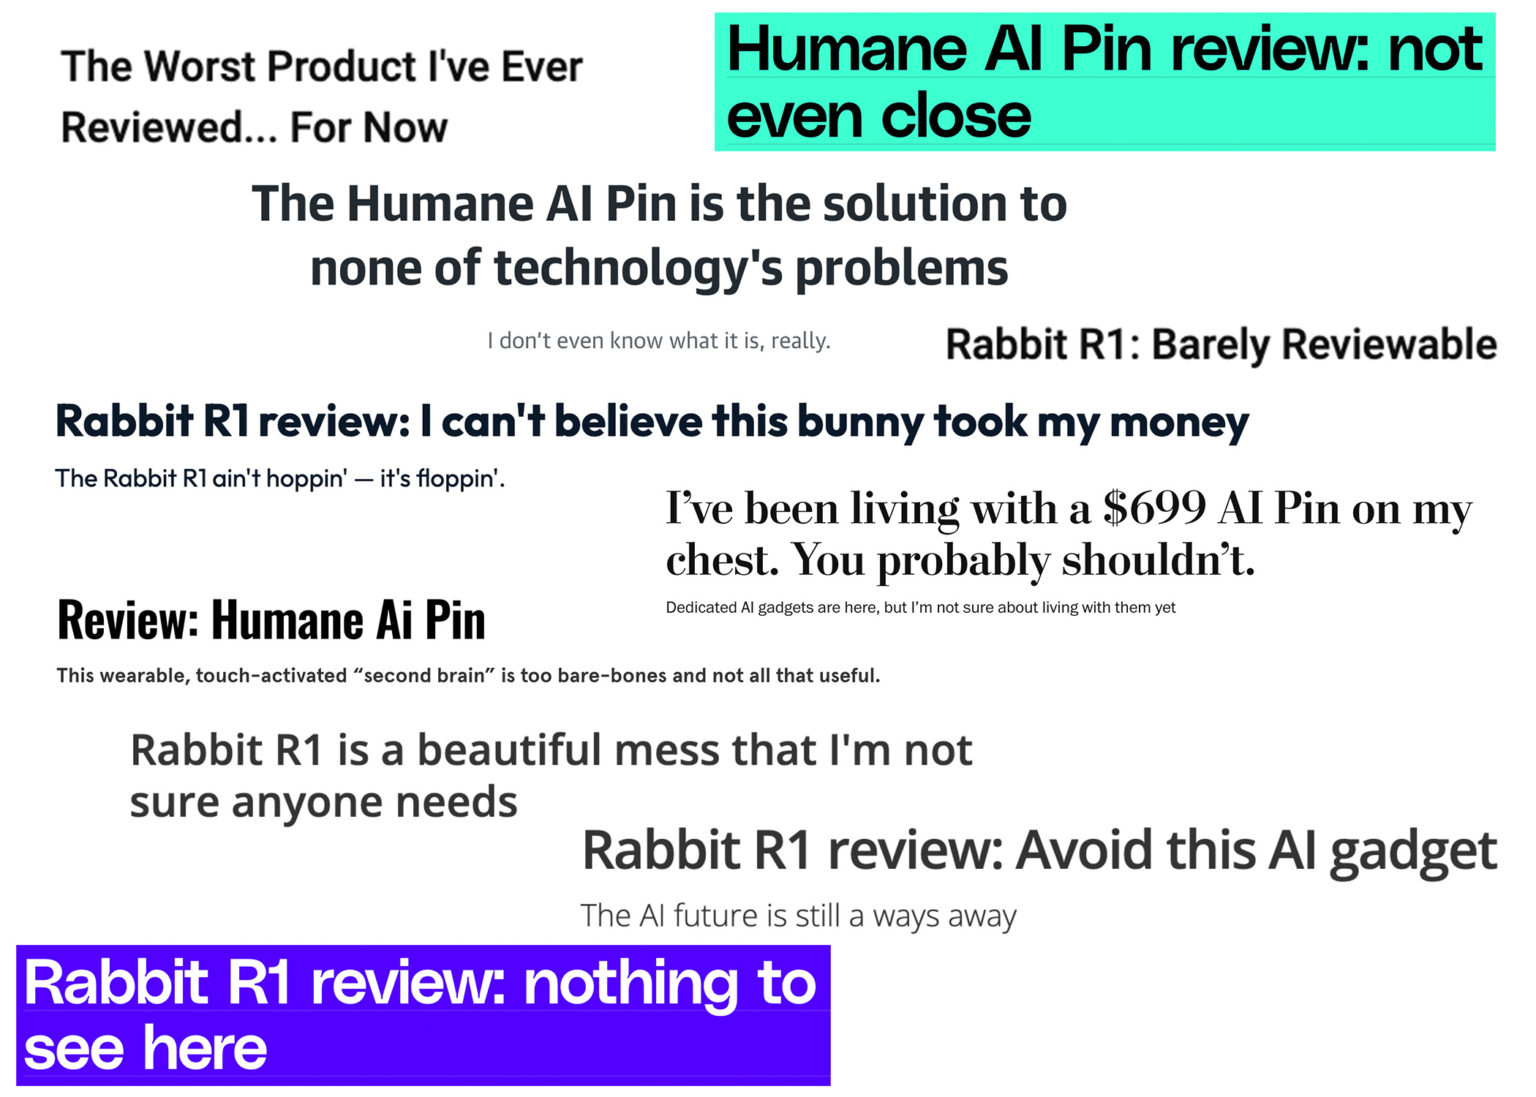 The Worst Product I've Ever
Reviewed... For Now
Humane AI Pin review: not
even close
The Humane AI Pin is the solution to
none of technology's problems
I don’t even know what it is, really.
Rabbit R1: Barely Reviewable
Rabbit R1 review: I can't believe this bunny took my money
The Rabbit R1 ain't hoppin' — it's floppin'.
I’ve been living with a $699 AI Pin on my
chest. You probably shouldn’t.
Dedicated AI gadgets are here, but I’m not sure about living with them yet
Review: Humane Ai Pin
This wearable, touch-activated “second brain” is too bare-bones and not all that useful.
Rabbit R1 is a beautiful mess that I'm not
sure anyone needs
Rabbit R1 review: Avoid this AI gadget
The AI future is still a ways away
Rabbit R1 review: nothing to
see here